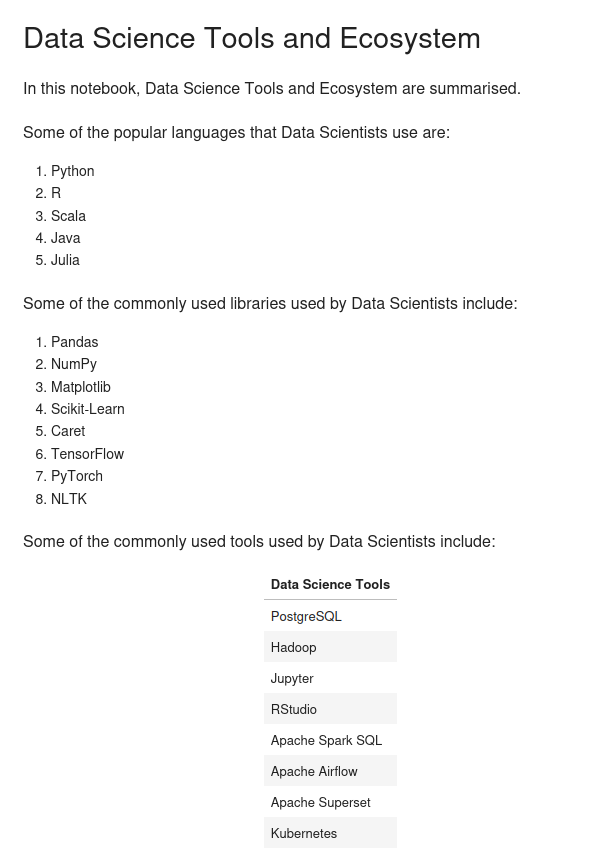 Data Science Tools and Ecosystem
In this notebook, Data Science Tools and Ecosystem are summarised.
Some of the popular languages that Data Scientists use are:
1. Python
2. R
3. Scala
4. Java
5. Julia
Some of the commonly used libraries used by Data Scientists include:
1. Pandas
2. NumPy
3. Matplotlib
4. Scikit-Learn
5. Caret
6. TensorFlow
7. PyTorch
8. NLTK
Some of the commonly used tools used by Data Scientists include:
Data Science Tools
PostgreSQL
Hadoop
Jupyter
RStudio
Apache Spark SQL
Apache Airflow
Apache Superset
Kubernetes